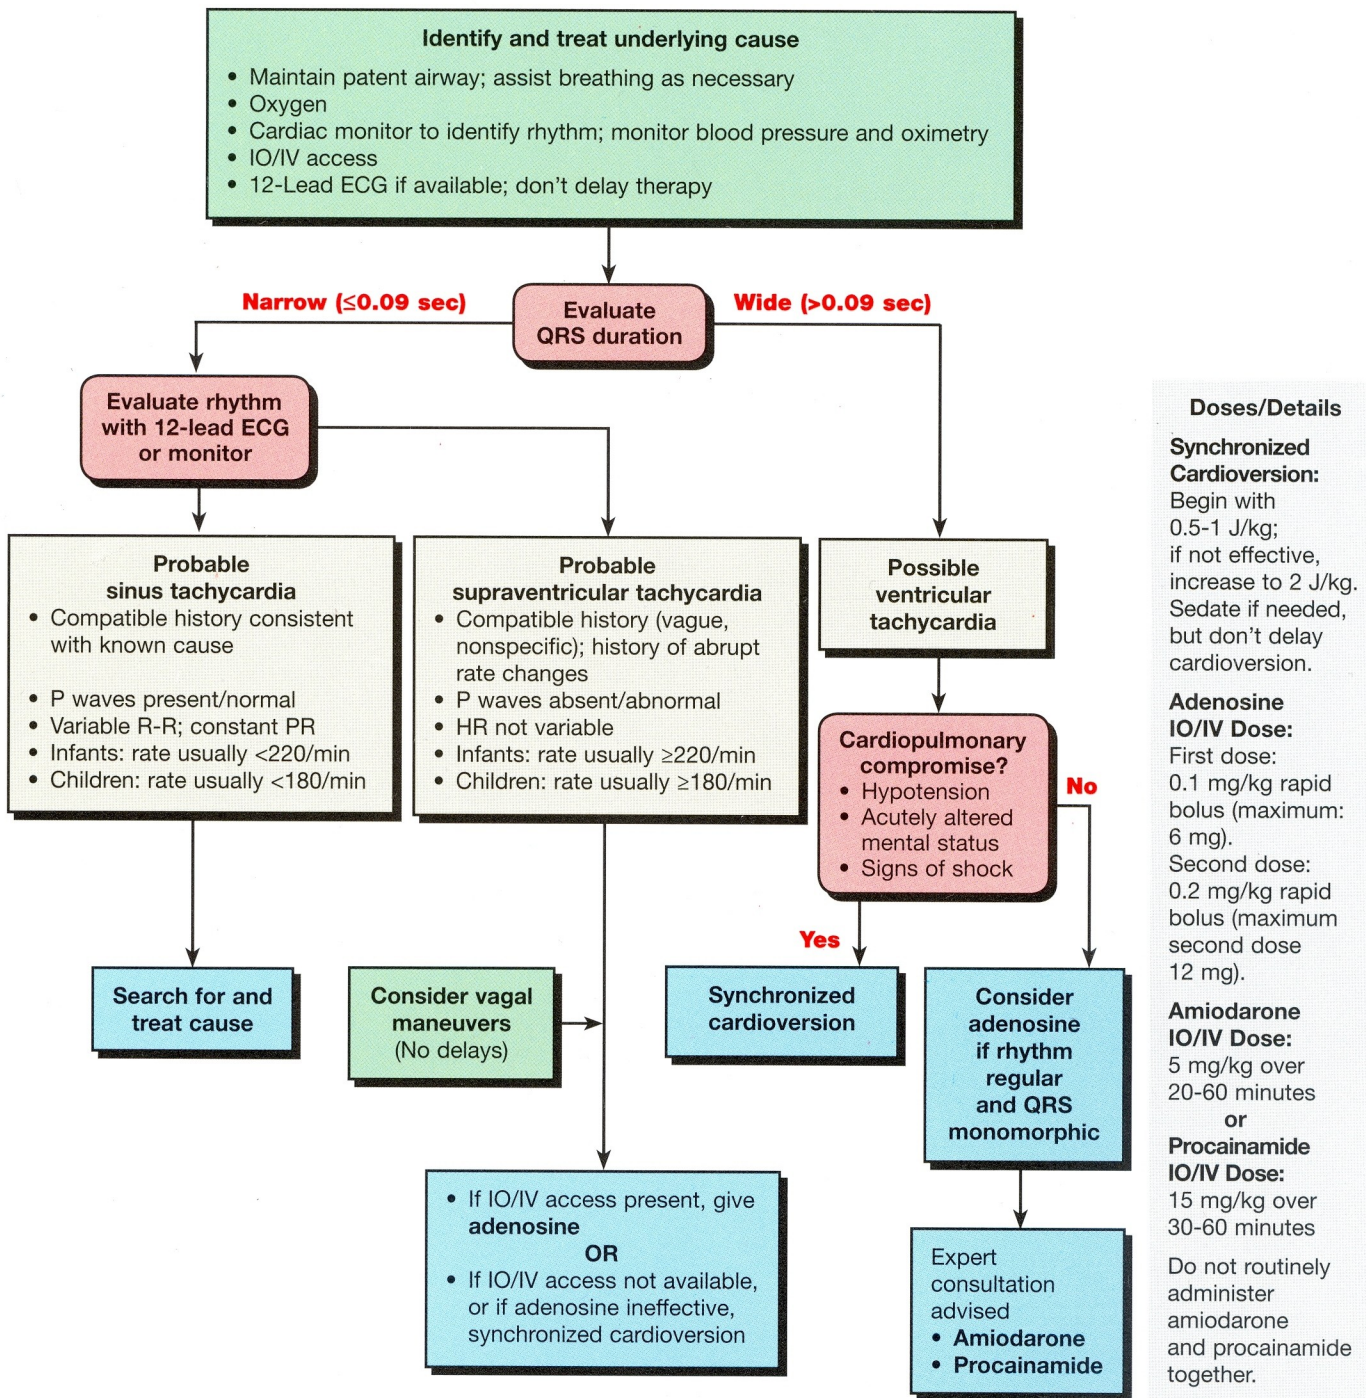 Identify and treat underlying cause
• Maintain patent airway; assist breathing as necessary
• Oxygen
• Cardiac monitor to identify rhythm; monitor blood pressure and oximetry
• IO/IV access
• 12-Lead ECG if available; don't delay therapy
Narrow (≤0.09 sec)
Evaluate
QRS duration
Wide (>0.09 sec)
Evaluate rhythm
with 12-lead ECG
or monitor
Probable
sinus tachycardia
• Compatible history consistent
with known cause
• P waves present/normal
• Variable R-R; constant PR
• Infants: rate usually <220/min
• Children: rate usually <180/min
Probable
supraventricular tachycardia
• Compatible history (vague,
nonspecific); history of abrupt
rate changes
• P waves absent/abnormal
• HR not variable
• Infants: rate usually ≥220/min
• Children: rate usually ≥180/min
Possible
ventricular
tachycardia
Cardiopulmonary
compromise?
• Hypotension
• Acutely altered
mental status
• Signs of shock
No
Yes
Search for and
treat cause
Consider vagal
maneuvers
(No delays)
Synchronized
cardioversion
Consider
adenosine
if rhythm
regular
and QRS
monomorphic
• If IO/IV access present, give
adenosine
OR
• If IO/IV access not available,
or if adenosine ineffective,
synchronized cardioversion
Expert
consultation
advised
• Amiodarone
• Procainamide
Doses/Details
Synchronized
Cardioversion:
Begin with
0.5-1 J/kg;
if not effective,
increase to 2 J/kg.
Sedate if needed,
but don't delay
cardioversion.
Adenosine
IO/IV Dose:
First dose:
0.1 mg/kg rapid
bolus (maximum:
6 mg).
Second dose:
0.2 mg/kg rapid
bolus (maximum
second dose
12 mg).
Amiodarone
IO/IV Dose:
5 mg/kg over
20-60 minutes
or
Procainamide
IO/IV Dose:
15 mg/kg over
30-60 minutes
Do not routinely
administer
amiodarone
and procainamide
together.